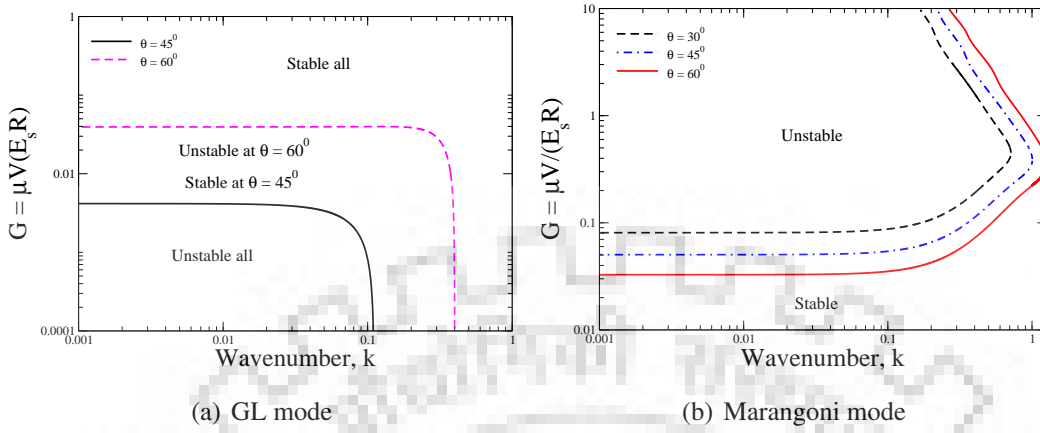 1
0.01
0.0001
0.001
0.01
0.1
1
G = μV(E_sR)
Wavenumber, k
θ = 45⁰
θ = 60⁰
Stable all
Unstable at θ = 60⁰
Stable at θ = 45⁰
Unstable all
(a) GL mode
10
1
0.1
0.01
0.001
0.01
0.1
1
G = μV/(E_sR)
Wavenumber, k
θ = 30⁰
θ = 45⁰
θ = 60⁰
Unstable
Stable
(b) Marangoni mode